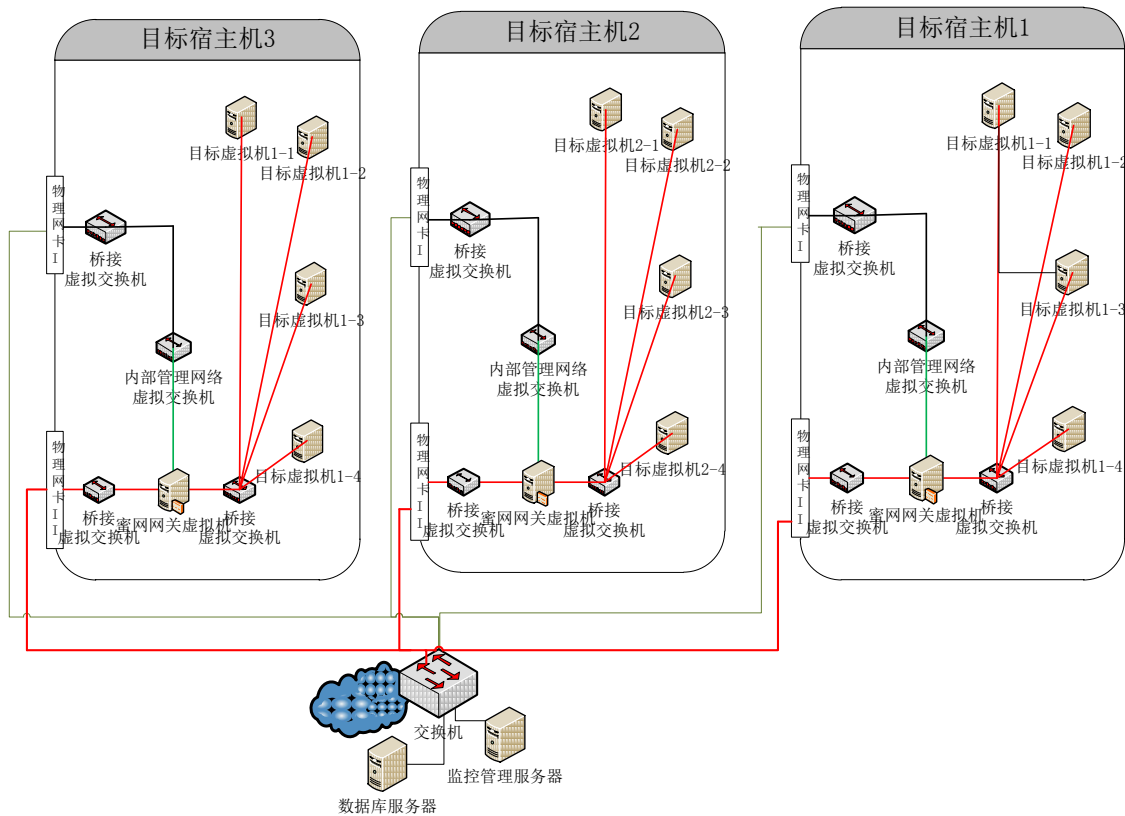 目标宿主机3
目标虚拟机1-1
目标虚拟机1-2
物理网卡I
桥接
虚拟交换机
目标虚拟机1-3
内部管理网络
虚拟交换机
物理网卡II
目标虚拟机1-4
桥接
虚拟交换机
蜜网网关虚拟机
桥接
虚拟交换机
目标宿主机2
目标虚拟机2-1
目标虚拟机2-2
物理网卡I
桥接
虚拟交换机
目标虚拟机2-3
内部管理网络
虚拟交换机
物理网卡II
目标虚拟机2-4
桥接
虚拟交换机
蜜网网关虚拟机
桥接
虚拟交换机
目标宿主机1
目标虚拟机1-1
目标虚拟机1-2
物理网卡I
桥接
虚拟交换机
目标虚拟机1-3
内部管理网络
虚拟交换机
物理网卡II
目标虚拟机1-4
桥接
虚拟交换机
蜜网网关虚拟机
桥接
虚拟交换机
交换机
监控管理服务器
数据库服务器